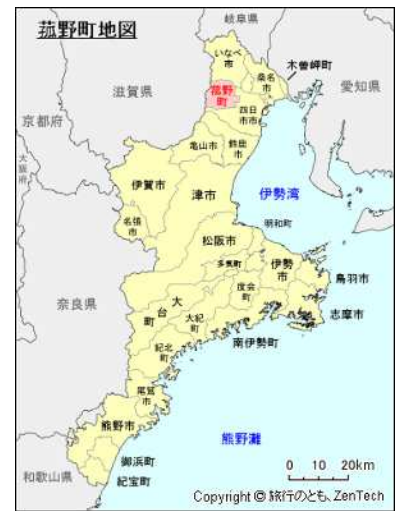 菰野町地図
岐阜県
いなべ
市
木曽岬町
桑名
市
愛知県
滋賀県
菰野
町
四日
市市
京都府
鈴鹿
市
亀山市
大阪府
伊賀市
津市
伊勢湾
名張
市
明和町
松阪市
多気町
伊勢
市
鳥羽市
度会
町
奈良県
大
台
町
大紀
町
志摩市
南伊勢町
紀北
町
尾鷲
市
熊野市
熊野灘
御浜町
和歌山県
紀宝町
0 10 20km
Copyright © 旅行のとも、ZenTech